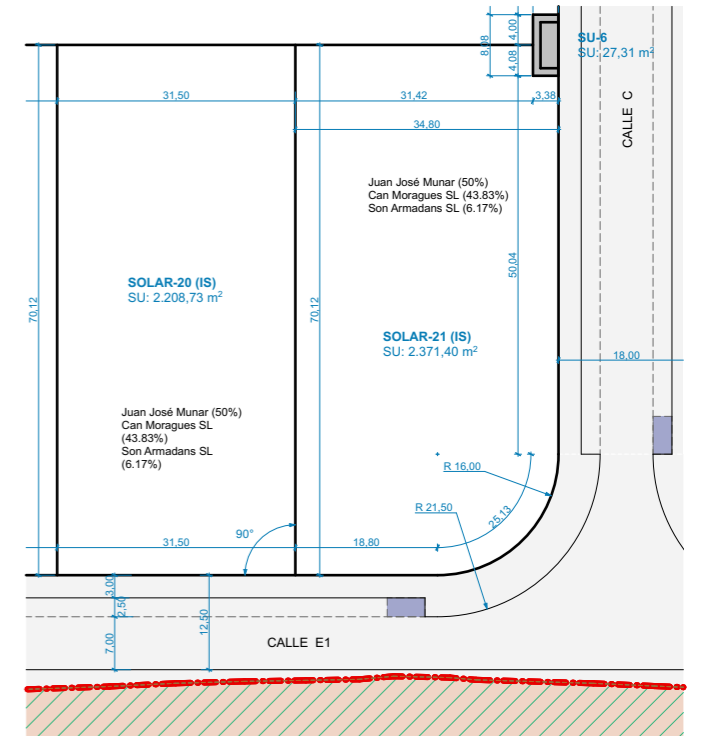 4,00
8,08
4,08
SU-6
SU: 27,31 m²
31,50
31,42
3,38
34,80
CALLE C
Juan José Munar (50%)
Can Moragues SL (43.83%)
Son Armadans SL (6.17%)
50,04
SOLAR-20 (IS)
SU: 2.208,73 m²
70,12
70,12
SOLAR-21 (IS)
SU: 2.371,40 m²
18,00
Juan José Munar (50%)
Can Moragues SL
(43.83%)
Son Armadans SL
(6.17%)
R 16,00
R 21,50
25,13
90°
31,50
18,80
3,00
2,50
12,50
7,00
CALLE E1